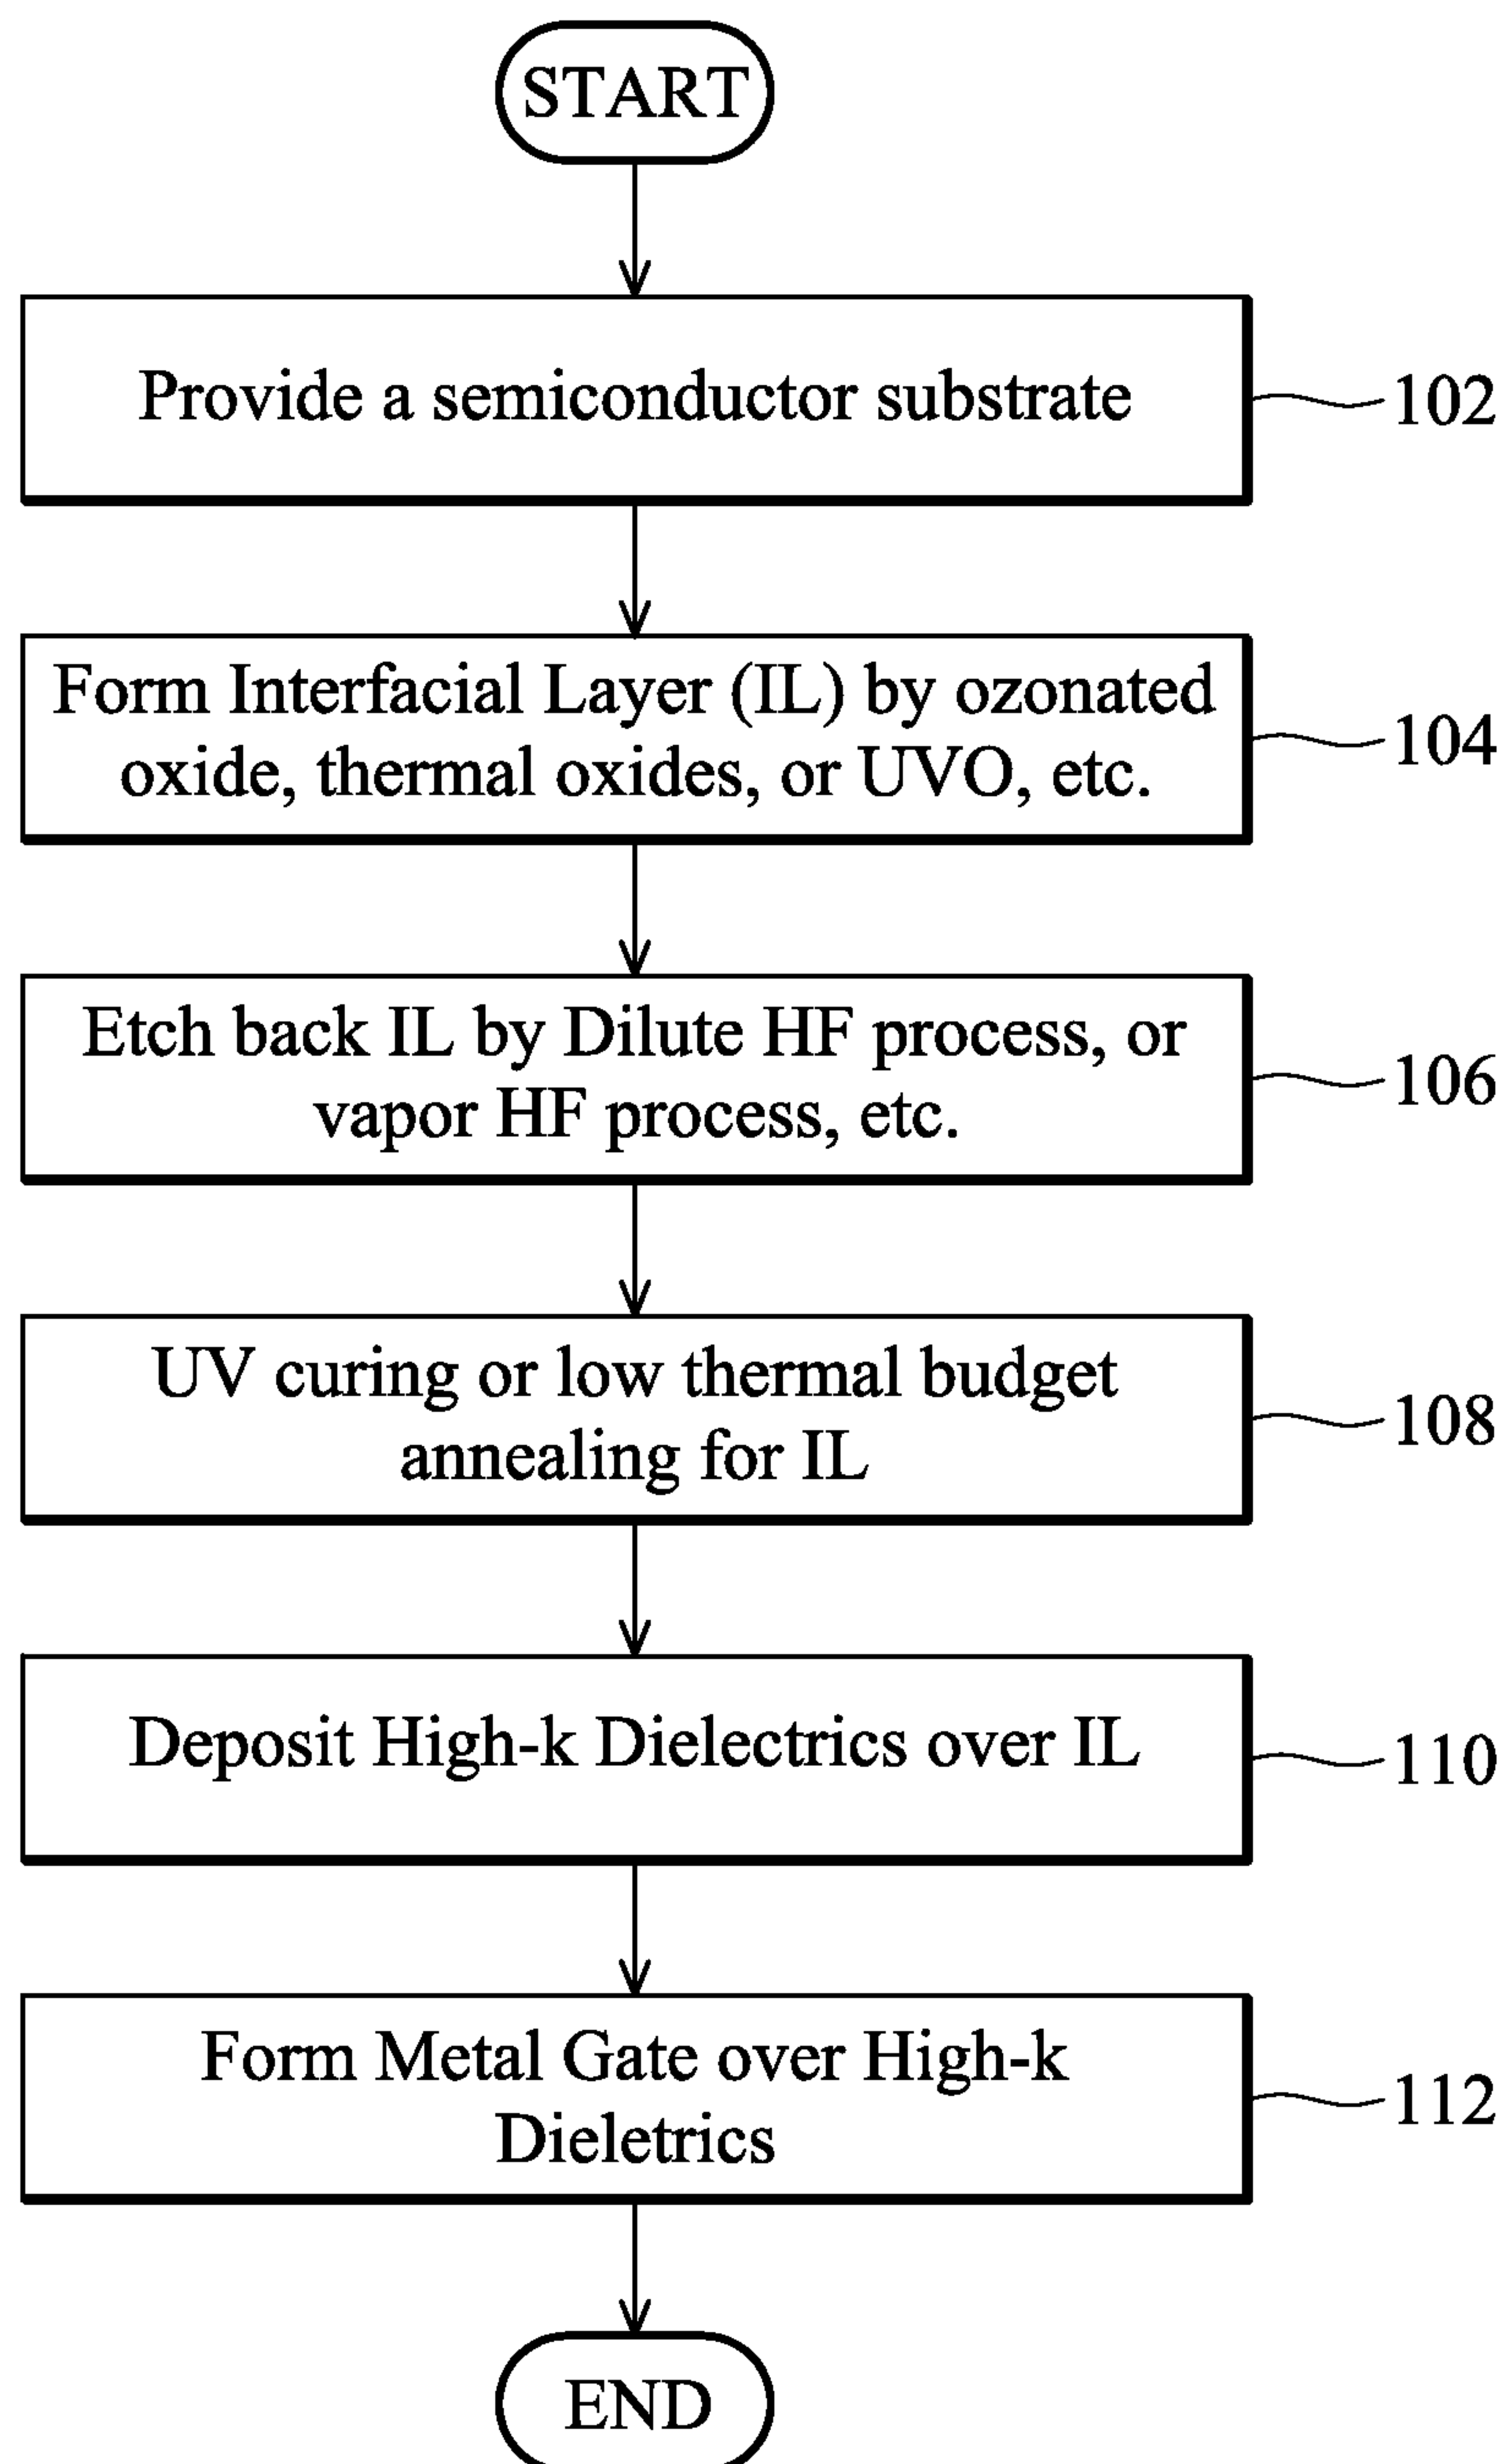 START
Provide a semiconductor substrate
102
Form Interfacial Layer (IL) by ozonated
oxide, thermal oxides, or UVO, etc.
104
Etch back IL by Dilute HF process, or
vapor HF process, etc.
106
UV curing or low thermal budget
annealing for IL
108
Deposit High-k Dielectrics over IL
110
Form Metal Gate over High-k
Dieletrics
112
END